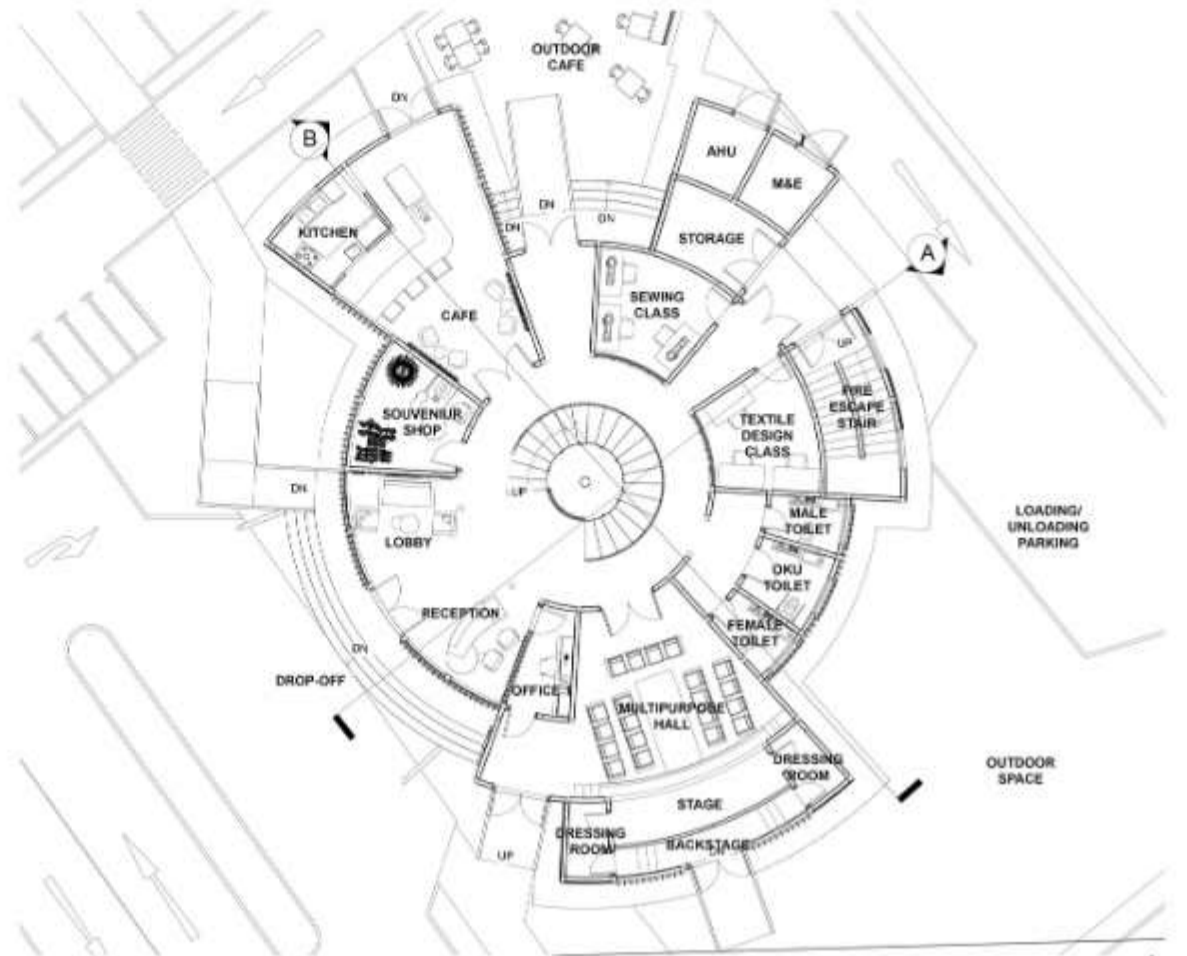 OUTDOOR
CAFE
DN
B
AHU
M&E
KITCHEN
DN
DN
DN
STORAGE
A
SEWING
CLASS
CAFE
UP
FIRE
ESCAPE
STAIR
SOUVENIUR
SHOP
TEXTILE
DESIGN
CLASS
UP
DN
LOBBY
MALE
TOILET
LOADING/
UNLOADING
PARKING
OKU
TOILET
RECEPTION
FEMALE
TOILET
DN
DROP-OFF
OFFICE
MULTIPURPOSE
HALL
DRESSING
ROOM
OUTDOOR
SPACE
STAGE
DRESSING
ROOM
BACKSTAGE
DN
UP